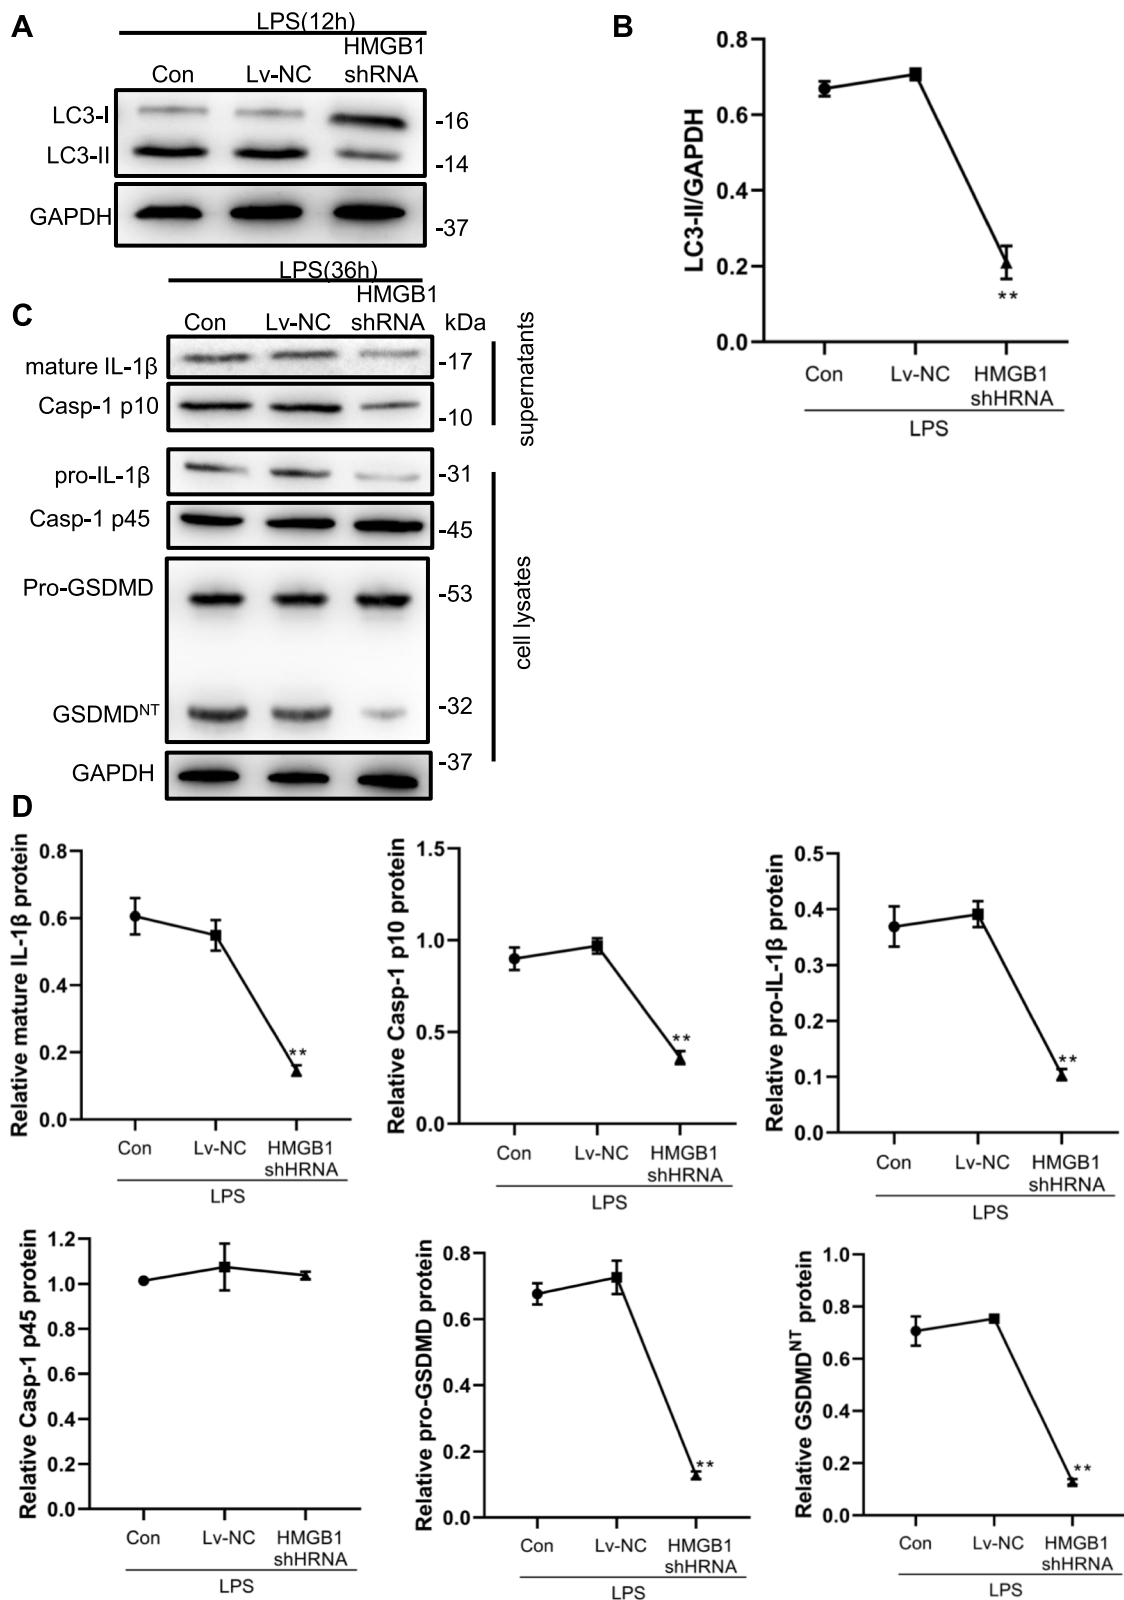 A
LPS(12h)
HMGB1
Con Lv-NC shRNA
LC3-I
-16
LC3-II
-14
GAPDH
-37
B
LC3-II/GAPDH
0.8
0.6
0.4
0.2
0.0
**
Con Lv-NC HMGB1
shHRNA
LPS
C
LPS(36h)
HMGB1
Con Lv-NC shRNA kDa
mature IL-1β
-17
Casp-1 p10
-10
supernatants
pro-IL-1β
-31
Casp-1 p45
-45
Pro-GSDMD
-53
GSDMDNT
-32
GAPDH
-37
cell lysates
D
Relative mature IL-1β protein
0.8
0.6
0.4
0.2
0.0
**
Con Lv-NC HMGB1
shHRNA
LPS
Relative Casp-1 p10 protein
1.5
1.0
0.5
0.0
**
Con Lv-NC HMGB1
shHRNA
LPS
Relative pro-IL-1β protein
0.5
0.4
0.3
0.2
0.1
0.0
**
Con Lv-NC HMGB1
shHRNA
LPS
Relative Casp-1 p45 protein
1.2
1.0
0.8
0.6
0.4
0.2
0.0
Con Lv-NC HMGB1
shHRNA
LPS
Relative pro-GSDMD protein
0.8
0.6
0.4
0.2
0.0
**
Con Lv-NC HMGB1
shHRNA
LPS
Relative GSDMDNT protein
1.0
0.8
0.6
0.4
0.2
0.0
**
Con Lv-NC HMGB1
shHRNA
LPS